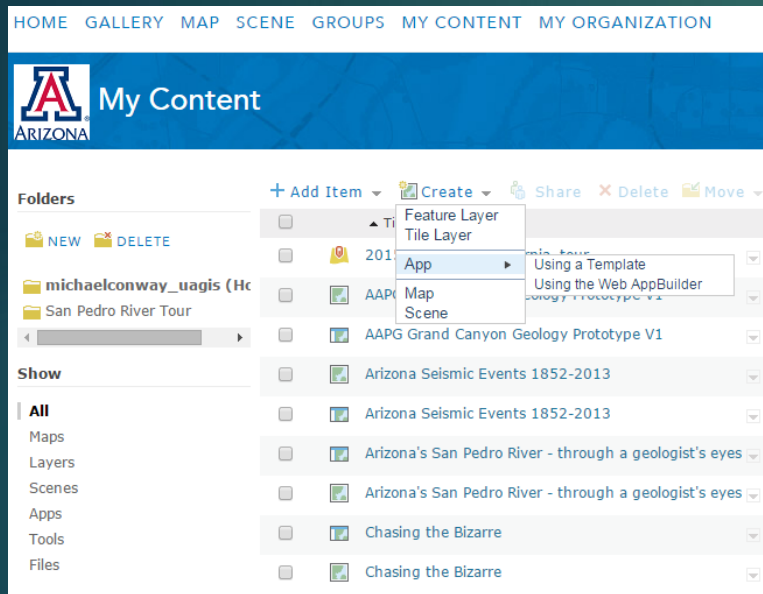 HOME GALLERY MAP SCENE GROUPS MY CONTENT MY ORGANIZATION
ARIZONA
My Content
Folders
NEW DELETE
michaelconway_uagis (Hc
San Pedro River Tour
Show
All
Maps
Layers
Scenes
Apps
Tools
Files
Add Item Create Share Delete Move
Feature Layer
Tile Layer
App
Map
Scene
Using a Template
Using the Web AppBuilder
Ti
201
AAP
AAPG Grand Canyon Geology Prototype V1
Arizona Seismic Events 1852-2013
Arizona Seismic Events 1852-2013
Arizona's San Pedro River - through a geologist's eyes
Arizona's San Pedro River - through a geologist's eyes
Chasing the Bizarre
Chasing the Bizarre